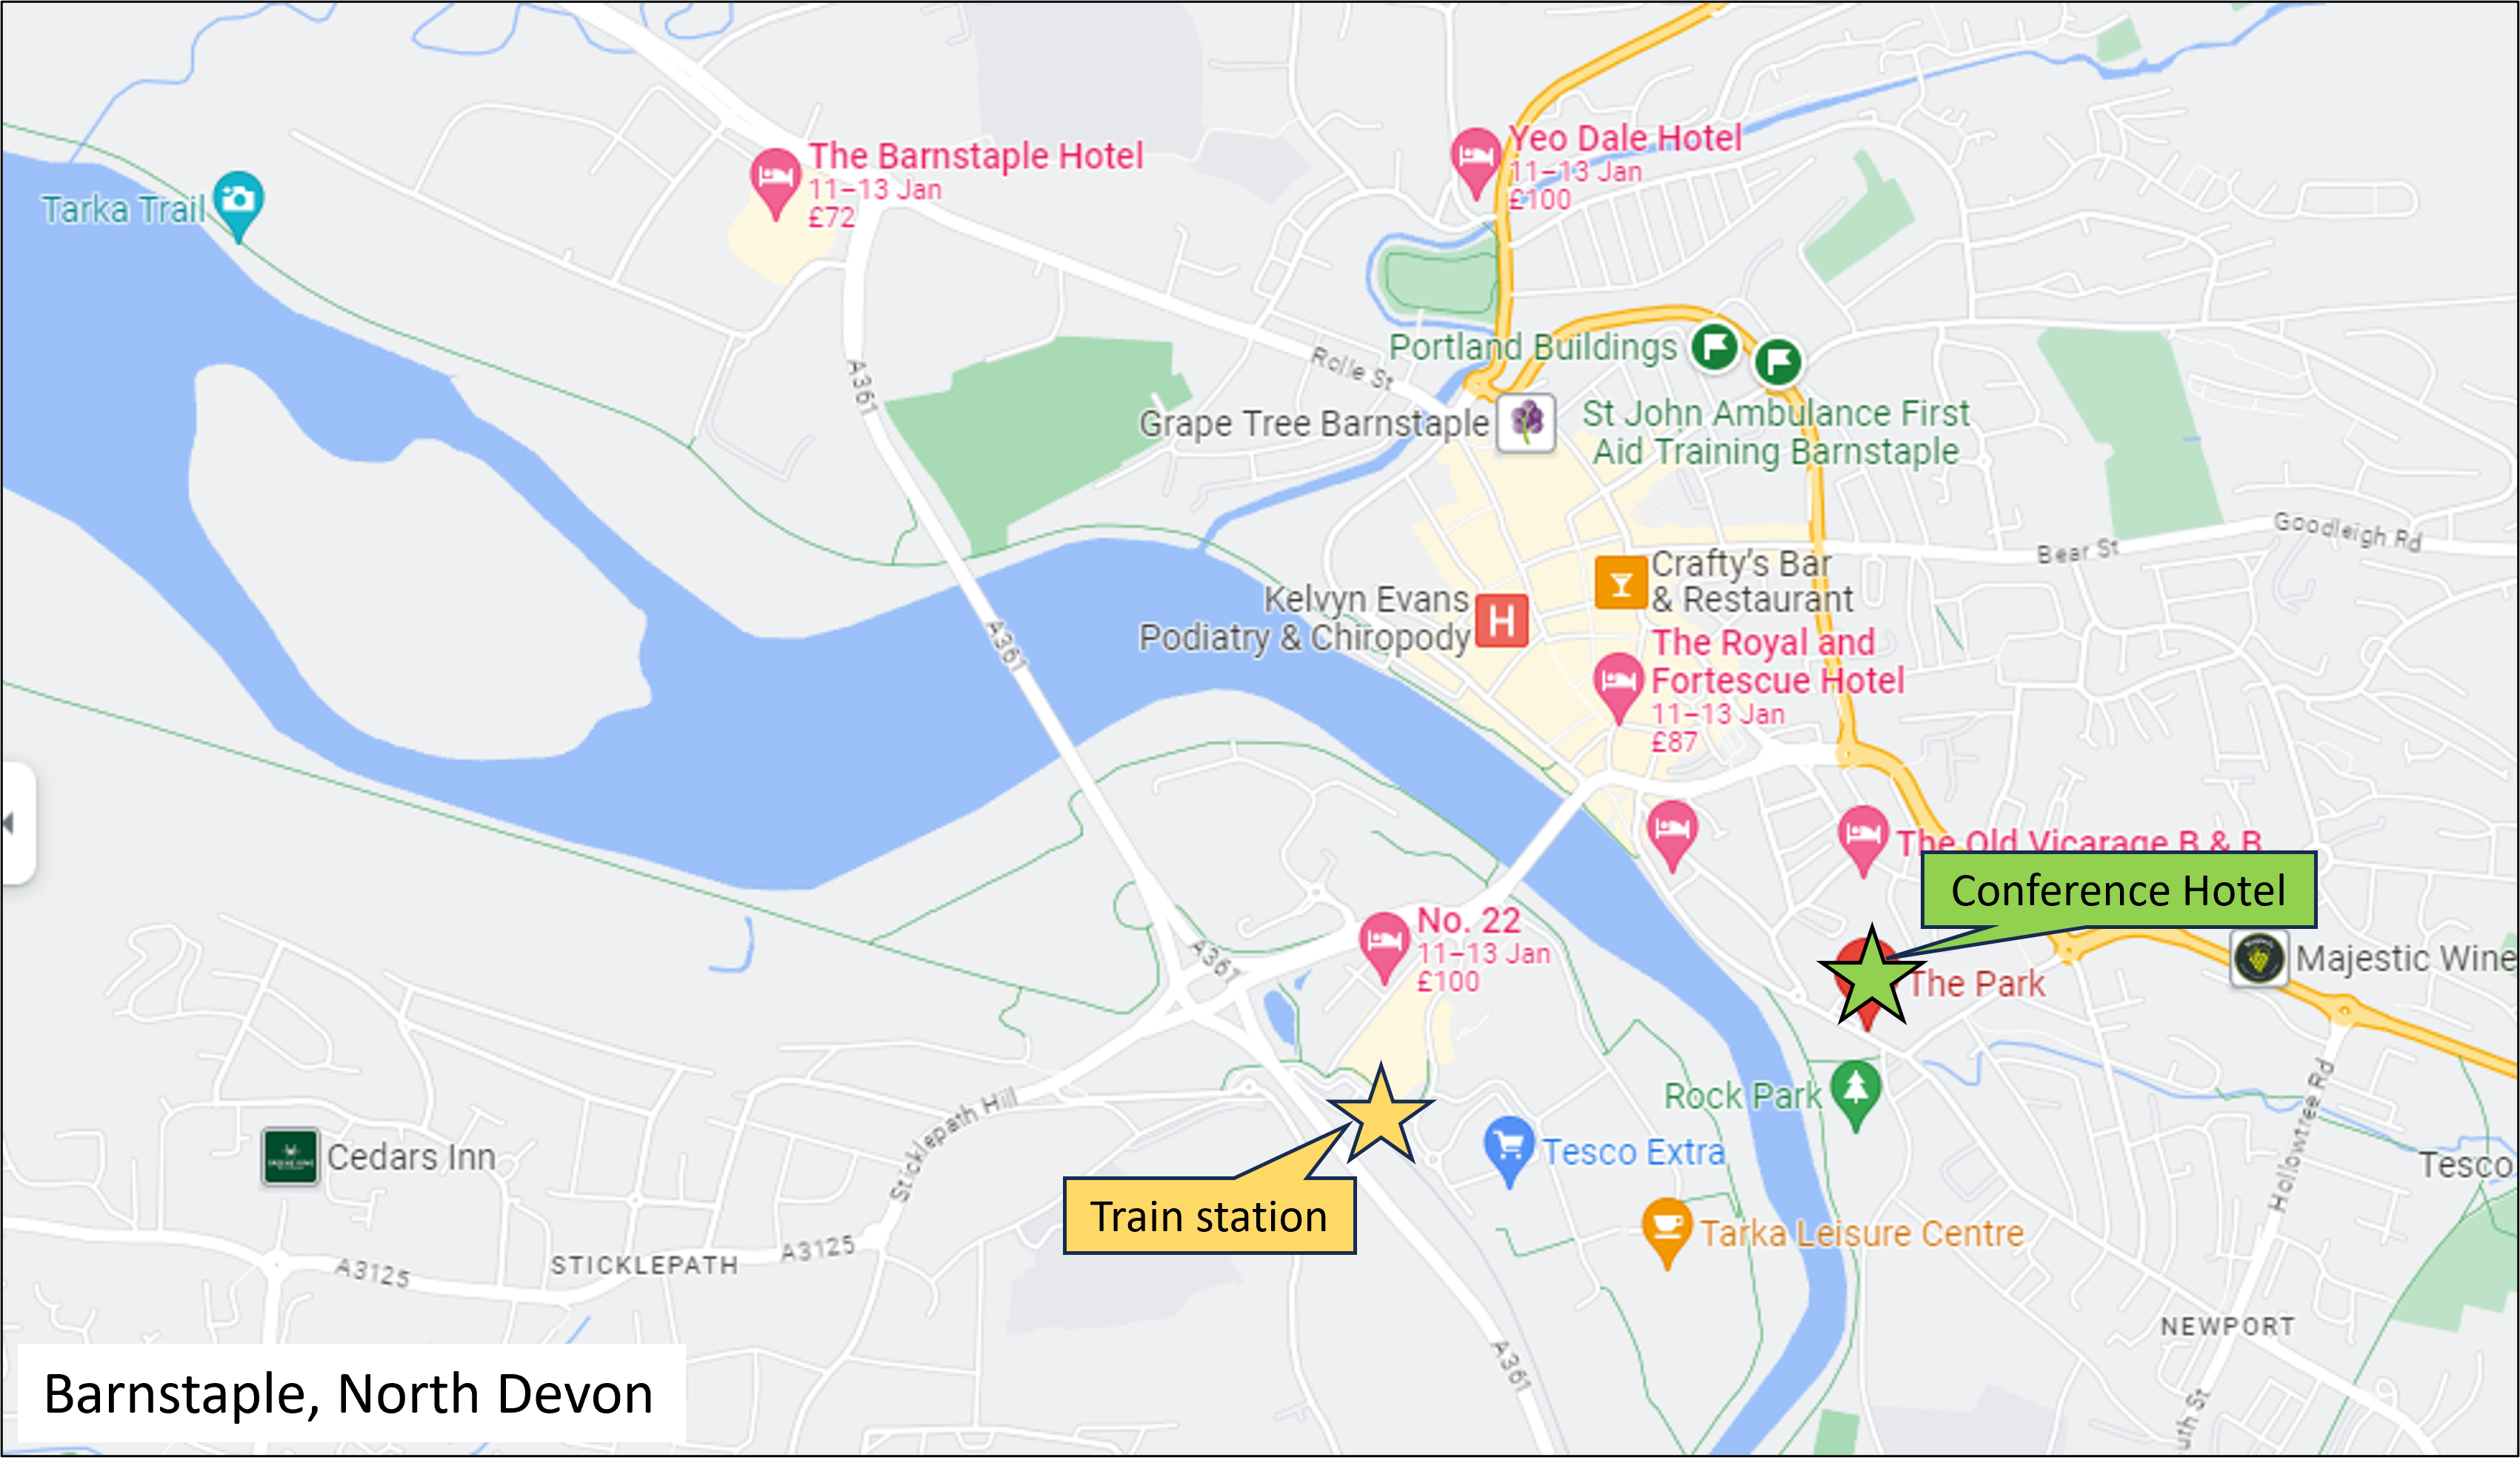 The Barnstaple Hotel
11–13 Jan
£72
Yeo Dale Hotel
11–13 Jan
£100
Tarka Trail
Portland Buildings
Rolle St
A361
Grape Tree Barnstaple
St John Ambulance First
Aid Training Barnstaple
Goodleigh Rd
Bear St
Crafty's Bar
& Restaurant
Kelvyn Evans
Podiatry & Chiropody
H
A361
The Royal and
Fortescue Hotel
11–13 Jan
£87
The Old Vicarage B & B
Conference Hotel
No. 22
11–13 Jan
£100
A361
The Park
Majestic Wine
Rock Park
Hollowtree Rd
Sticklepath Hill
Cedars Inn
Tesco Extra
Tesco
Train station
Tarka Leisure Centre
A3125
STICKLEPATH
A3125
NEWPORT
A361
uth St
Barnstaple, North Devon